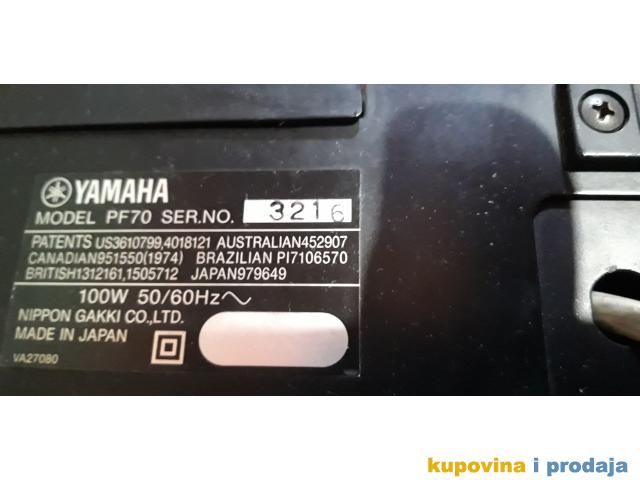 YAMAHA
MODEL PF70 SER.NO. 3216
PATENTS US3610799,4018121 AUSTRALIAN452907
CANADIAN951550(1974) BRAZILIAN PI7106570
BRITISH1312161,1505712 JAPAN979649
100W 50/60Hz～
NIPPON GAKKI CO.,LTD.
MADE IN JAPAN
VA27080
kupovina i prodaja